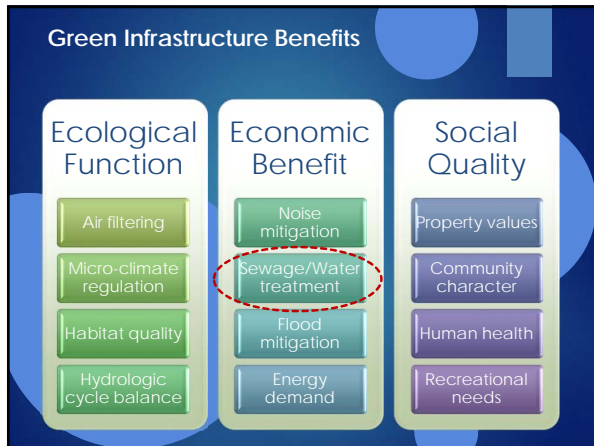 Green Infrastructure Benefits
Ecological
Function
Air filtering
Micro-climate
regulation
Habitat quality
Hydrologic
cycle balance
Economic
Benefit
Noise
mitigation
Sewage/Water
treatment
Flood
mitigation
Energy
demand
Social
Quality
Property values
Community
character
Human health
Recreational
needs